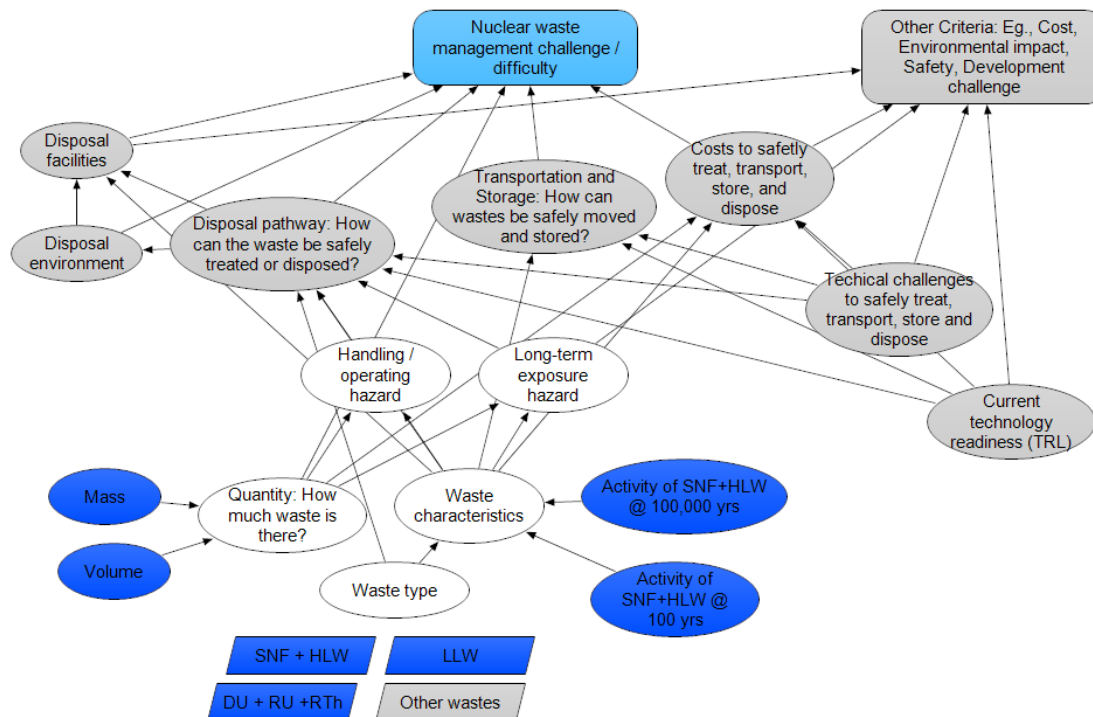 Nuclear waste
management challenge /
difficulty
Other Criteria: Eg., Cost,
Environmental impact,
Safety, Development
challenge
Disposal
facilities
Costs to safetly
treat, transport,
store, and
dispose
Transportation and
Storage: How can
wastes be safely moved
and stored?
Disposal
environment
Disposal pathway: How
can the waste be safely
treated or disposed?
Techical challenges
to safely treat,
transport, store and
dispose
Handling /
operating
hazard
Long-term
exposure
hazard
Current
technology
readiness (TRL)
Mass
Quantity: How
much waste is
there?
Waste
characteristics
Activity of SNF+HLW
@ 100,000 yrs
Volume
Waste type
Activity of
SNF+HLW @
100 yrs
SNF + HLW
LLW
DU + RU +RTh
Other wastes